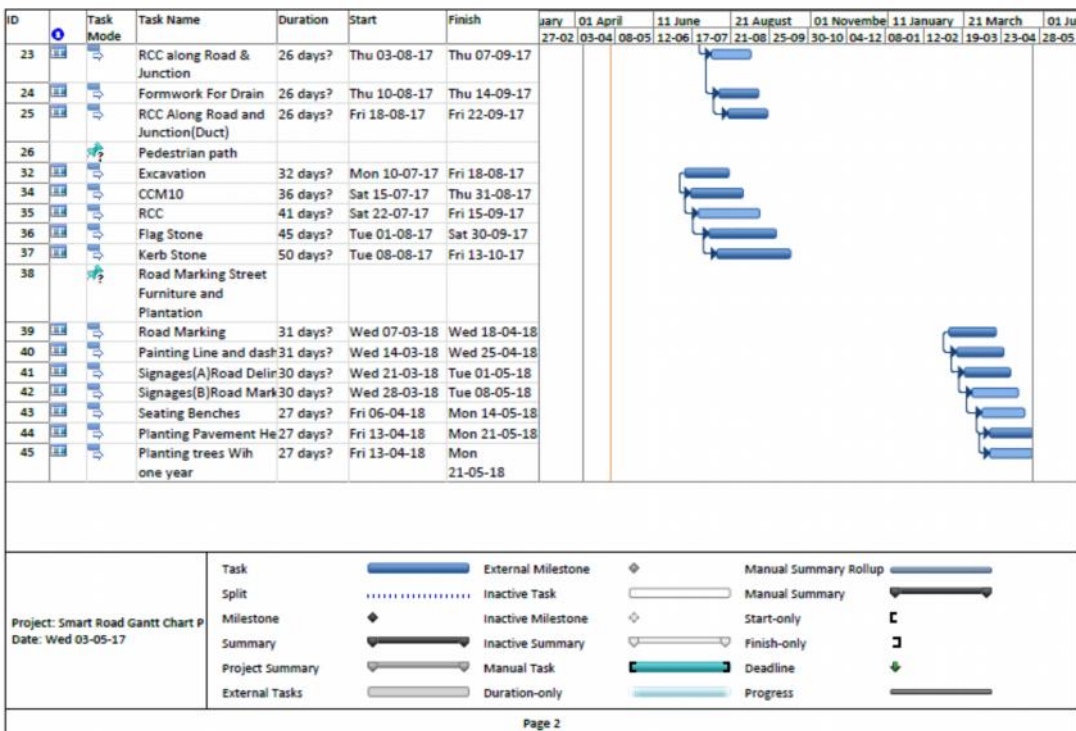 ID Task Mode Task Name Duration Start Finish uary 01 April 11 June 21 August 01 Novembe 11 January 21 March 01 Ju
27-02 03-04 08-05 12-06 17-07 21-08 25-09 30-10 04-12 08-01 12-02 19-03 23-04 28-05
23 RCC along Road & Junction 26 days? Thu 03-08-17 Thu 07-09-17
24 Formwork For Drain 26 days? Thu 10-08-17 Thu 14-09-17
25 RCC Along Road and Junction(Duct) 26 days? Fri 18-08-17 Fri 22-09-17
26 Pedestrian path
32 Excavation 32 days? Mon 10-07-17 Fri 18-08-17
34 CCM10 36 days? Sat 15-07-17 Thu 31-08-17
35 RCC 41 days? Sat 22-07-17 Fri 15-09-17
36 Flag Stone 45 days? Tue 01-08-17 Sat 30-09-17
37 Kerb Stone 50 days? Tue 08-08-17 Fri 13-10-17
38 Road Marking Street Furniture and Plantation
39 Road Marking 31 days? Wed 07-03-18 Wed 18-04-18
40 Painting Line and dash 31 days? Wed 14-03-18 Wed 25-04-18
41 Signages(A)Road Delin 30 days? Wed 21-03-18 Tue 01-05-18
42 Signages(B)Road Mark 30 days? Wed 28-03-18 Tue 08-05-18
43 Seating Benches 27 days? Fri 06-04-18 Mon 14-05-18
44 Planting Pavement He 27 days? Fri 13-04-18 Mon 21-05-18
45 Planting trees Wih one year 27 days? Fri 13-04-18 Mon 21-05-18
Project: Smart Road Gantt Chart P
Date: Wed 03-05-17
Task External Milestone Manual Summary Rollup
Split Inactive Task Manual Summary
Milestone Inactive Milestone Start-only
Summary Inactive Summary Finish-only
Project Summary Manual Task Deadline
External Tasks Duration-only Progress
Page 2